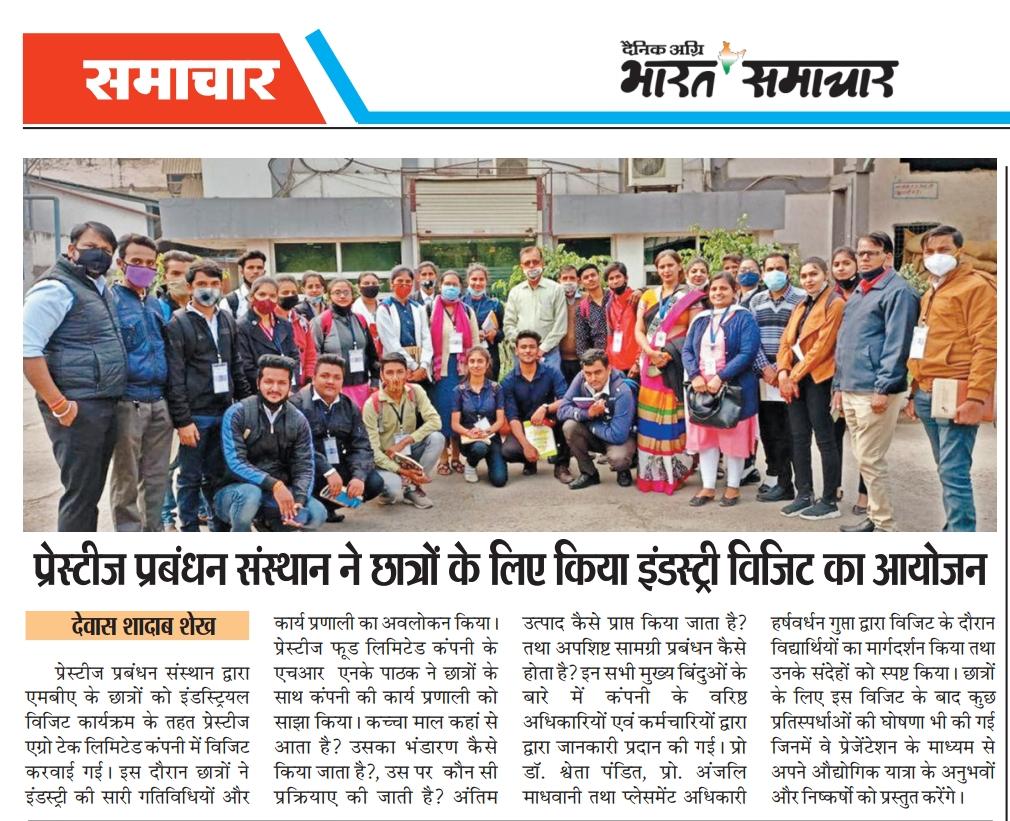 समाचार
दैनिक अग्रि
भारत समाचार
प्रेस्टीज प्रबंधन संस्थान ने छात्रों के लिए किया इंडस्ट्री विजिट का आयोजन
देवास शादाब शेख
प्रेस्टीज प्रबंधन संस्थान द्वारा
एमबीए के छात्रों को इंडस्ट्रियल
विजिट कार्यक्रम के तहत प्रेस्टीज
एग्रो टेक लिमिटेड कंपनी में विजिट
करवाई गई। इस दौरान छात्रों ने
इंडस्ट्री की सारी गतिविधियों और
कार्य प्रणाली का अवलोकन किया।
प्रेस्टीज फूड लिमिटेड कंपनी के
एचआर एनके पाठक ने छात्रों के
साथ कंपनी की कार्य प्रणाली को
साझा किया। कच्चा माल कहां से
आता है? उसका भंडारण कैसे
किया जाता है?, उस पर कौन सी
प्रक्रियाए की जाती है? अंतिम
उत्पाद कैसे प्राप्त किया जाता है?
तथा अपशिष्ट सामग्री प्रबंधन कैसे
होता है? इन सभी मुख्य बिंदुओं के
बारे में कंपनी के वरिष्ठ
अधिकारियों एवं कर्मचारियों द्वारा
द्वारा जानकारी प्रदान की गई। प्रो
डॉ. श्वेता पंडित, प्रो. अंजलि
माधवानी तथा प्लेसमेंट अधिकारी
हर्षवर्धन गुप्ता द्वारा विजिट के दौरान
विद्यार्थियों का मार्गदर्शन किया तथा
उनके संदेहों को स्पष्ट किया। छात्रों
के लिए इस विजिट के बाद कुछ
प्रतिस्पर्धाओं की घोषणा भी की गई
जिनमें वे प्रेजेंटेशन के माध्यम से
अपने औद्योगिक यात्रा के अनुभवों
और निष्कर्षो को प्रस्तुत करेंगे।